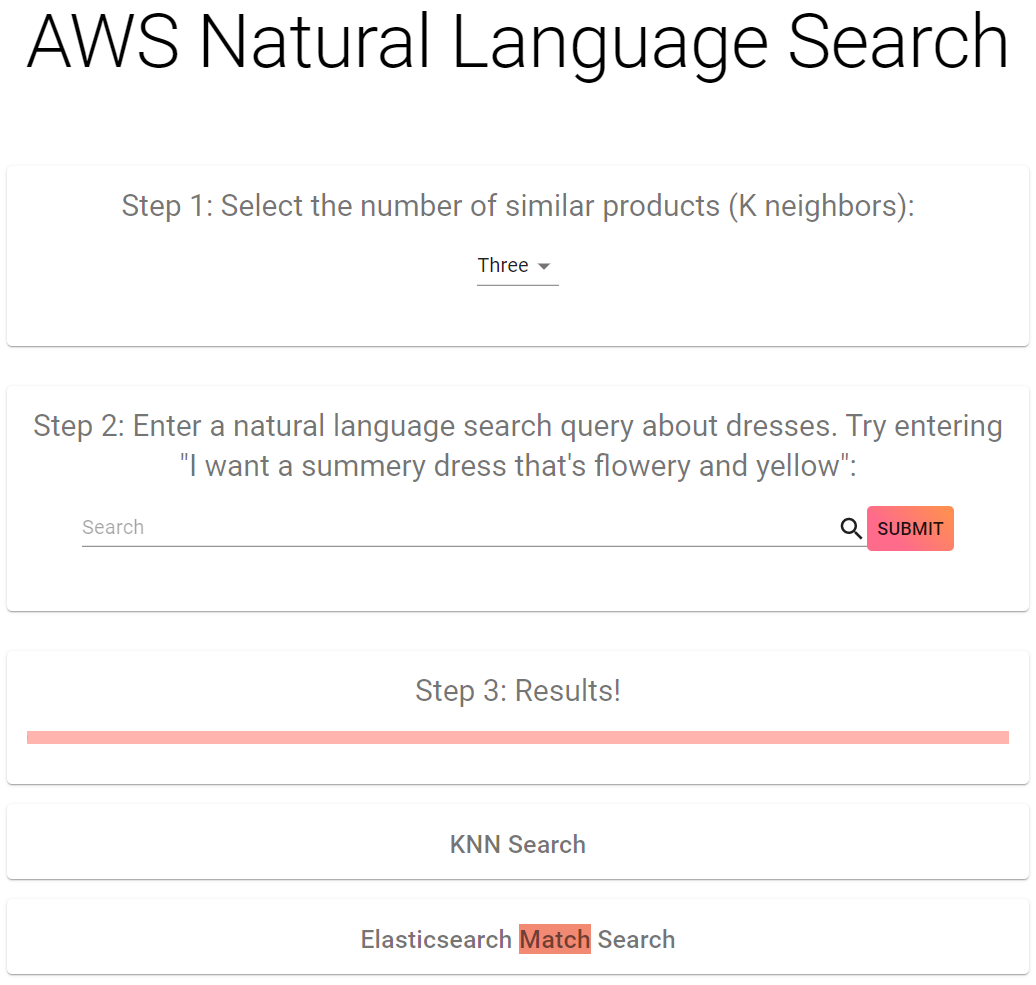 AWS Natural Language Search
Step 1: Select the number of similar products (K neighbors):
Three
Step 2: Enter a natural language search query about dresses. Try entering
"I want a summery dress that's flowery and yellow":
Search
SUBMIT
Step 3: Results!
KNN Search
Elasticsearch Match Search